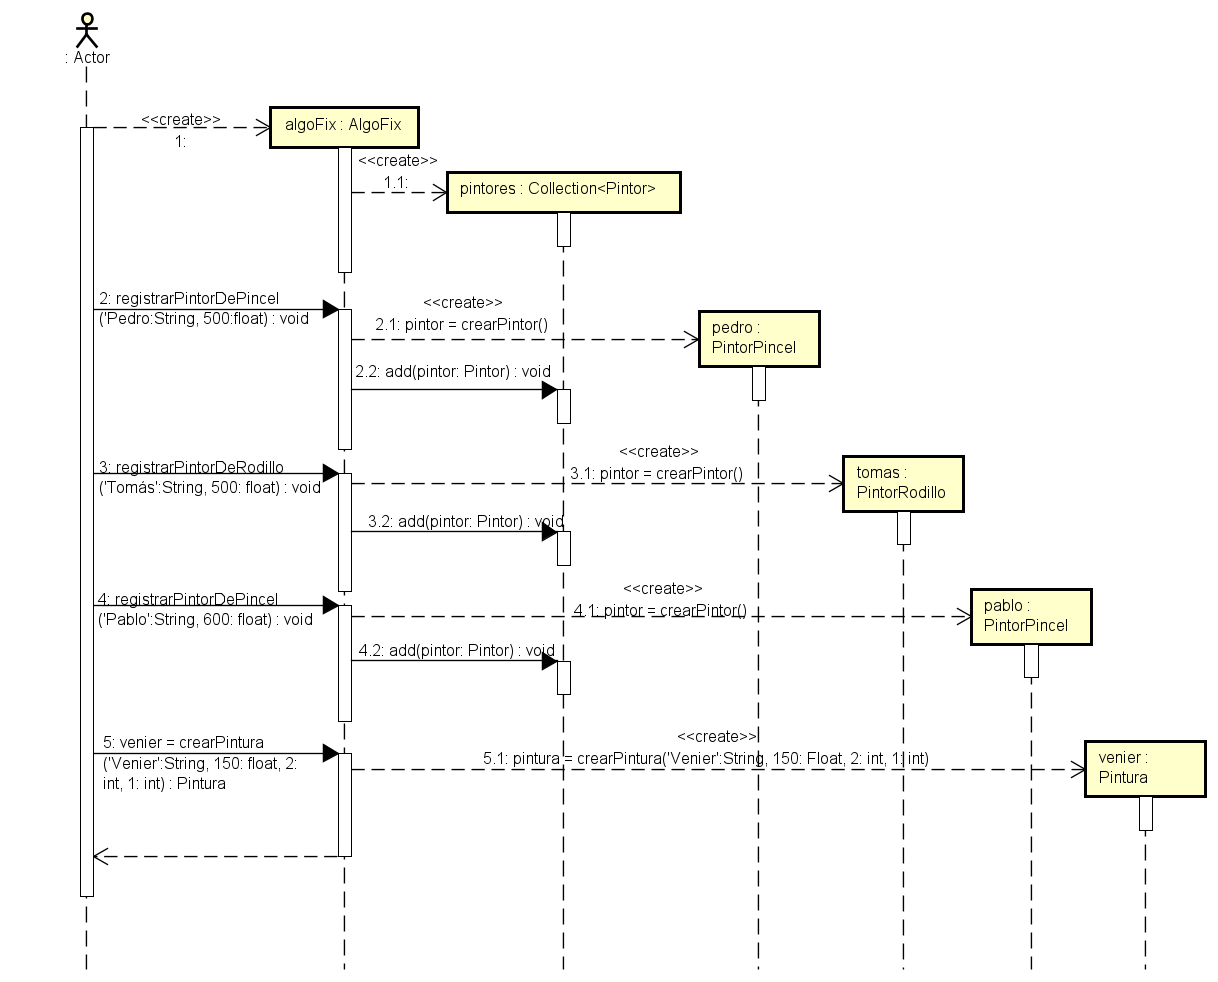 : Actor
<<create>>
1:
algoFix : AlgoFix
<<create>>
1.1:
pintores : Collection<Pintor>
2: registrarPintorDePincel
('Pedro:String, 500:float) : void
<<create>>
2.1: pintor = crearPintor()
pedro :
PintorPincel
2.2: add(pintor: Pintor) : void
3: registrarPintorDeRodillo
('Tomás':String, 500: float) : void
<<create>>
3.1: pintor = crearPintor()
tomas :
PintorRodillo
3.2: add(pintor: Pintor) : void
4: registrarPintorDePincel
('Pablo':String, 600: float) : void
<<create>>
4.1: pintor = crearPintor()
pablo :
PintorPincel
4.2: add(pintor: Pintor) : void
5: venier = crearPintura
('Venier':String, 150: float, 2:
int, 1: int) : Pintura
<<create>>
5.1: pintura = crearPintura('Venier':String, 150: Float, 2: int, 1: int)
venier :
Pintura